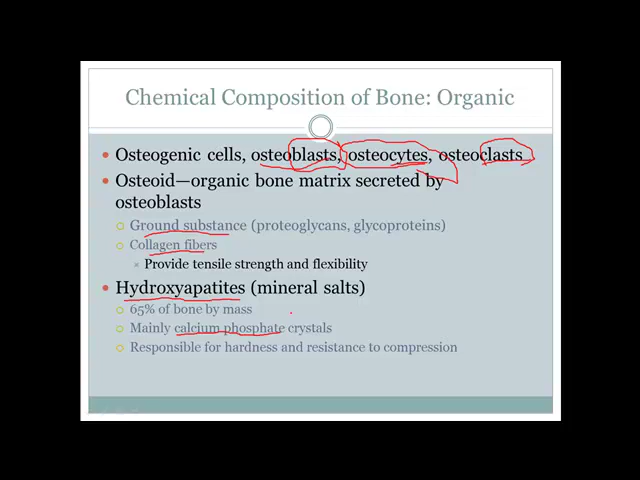 Chemical Composition of Bone: Organic
Osteogenic cells, osteoblasts, osteocytes, osteoclasts
Osteoid—organic bone matrix secreted by
osteoblasts
Ground substance (proteoglycans, glycoproteins)
Collagen fibers
Provide tensile strength and flexibility
Hydroxyapatites (mineral salts)
65% of bone by mass
Mainly calcium phosphate crystals
Responsible for hardness and resistance to compression